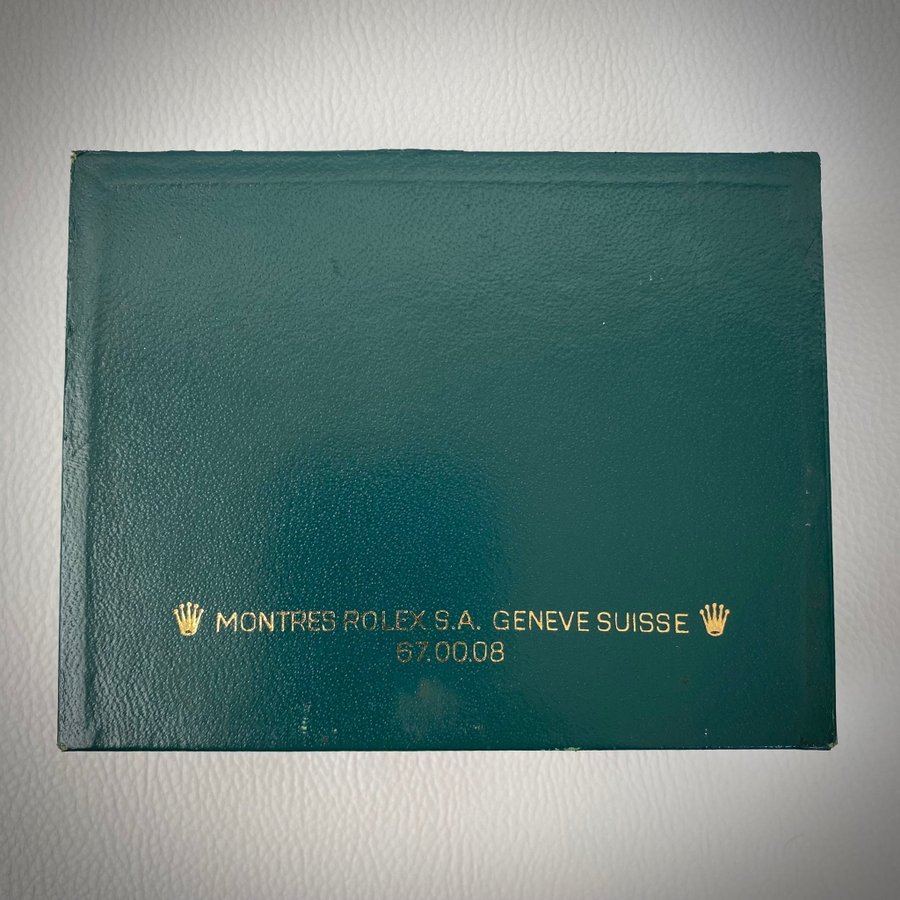 MONTRES ROLEX S.A. GENEVE SUISSE
67.00.08